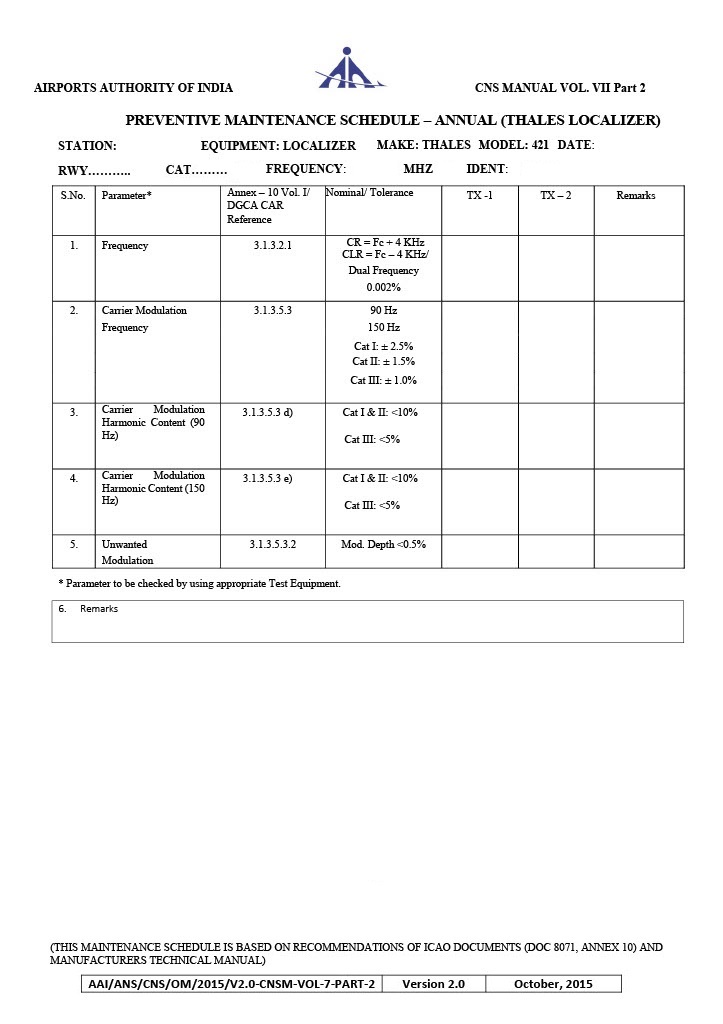 AIRPORTS AUTHORITY OF INDIA CNS MANUAL VOL. VII Part 2
PREVENTIVE MAINTENANCE SCHEDULE – ANNUAL (THALES LOCALIZER)
STATION: EQUIPMENT: LOCALIZER MAKE: THALES MODEL: 421 DATE:
RWY……….. CAT……… FREQUENCY: MHZ IDENT:
S.No. Parameter* Annex – 10 Vol. I/ Nominal/ Tolerance TX -1 TX – 2 Remarks
DGCA CAR
Reference
1. Frequency 3.1.3.2.1 CR = Fc + 4 KHz
CLR = Fc – 4 KHz/
Dual Frequency
0.002%
2. Carrier Modulation 3.1.3.5.3 90 Hz
Frequency 150 Hz
Cat I: ± 2.5%
Cat II: ± 1.5%
Cat III: ± 1.0%
3. Carrier Modulation 3.1.3.5.3 d) Cat I & II: <10%
Harmonic Content (90
Hz) Cat III: <5%
4. Carrier Modulation 3.1.3.5.3 e) Cat I & II: <10%
Harmonic Content (150
Hz) Cat III: <5%
5. Unwanted 3.1.3.5.3.2 Mod. Depth <0.5%
Modulation
* Parameter to be checked by using appropriate Test Equipment.
6. Remarks
(THIS MAINTENANCE SCHEDULE IS BASED ON RECOMMENDATIONS OF ICAO DOCUMENTS (DOC 8071, ANNEX 10) AND
MANUFACTURERS TECHNICAL MANUAL)
AAI/ANS/CNS/OM/2015/V2.0-CNSM-VOL-7-PART-2 Version 2.0 October, 2015